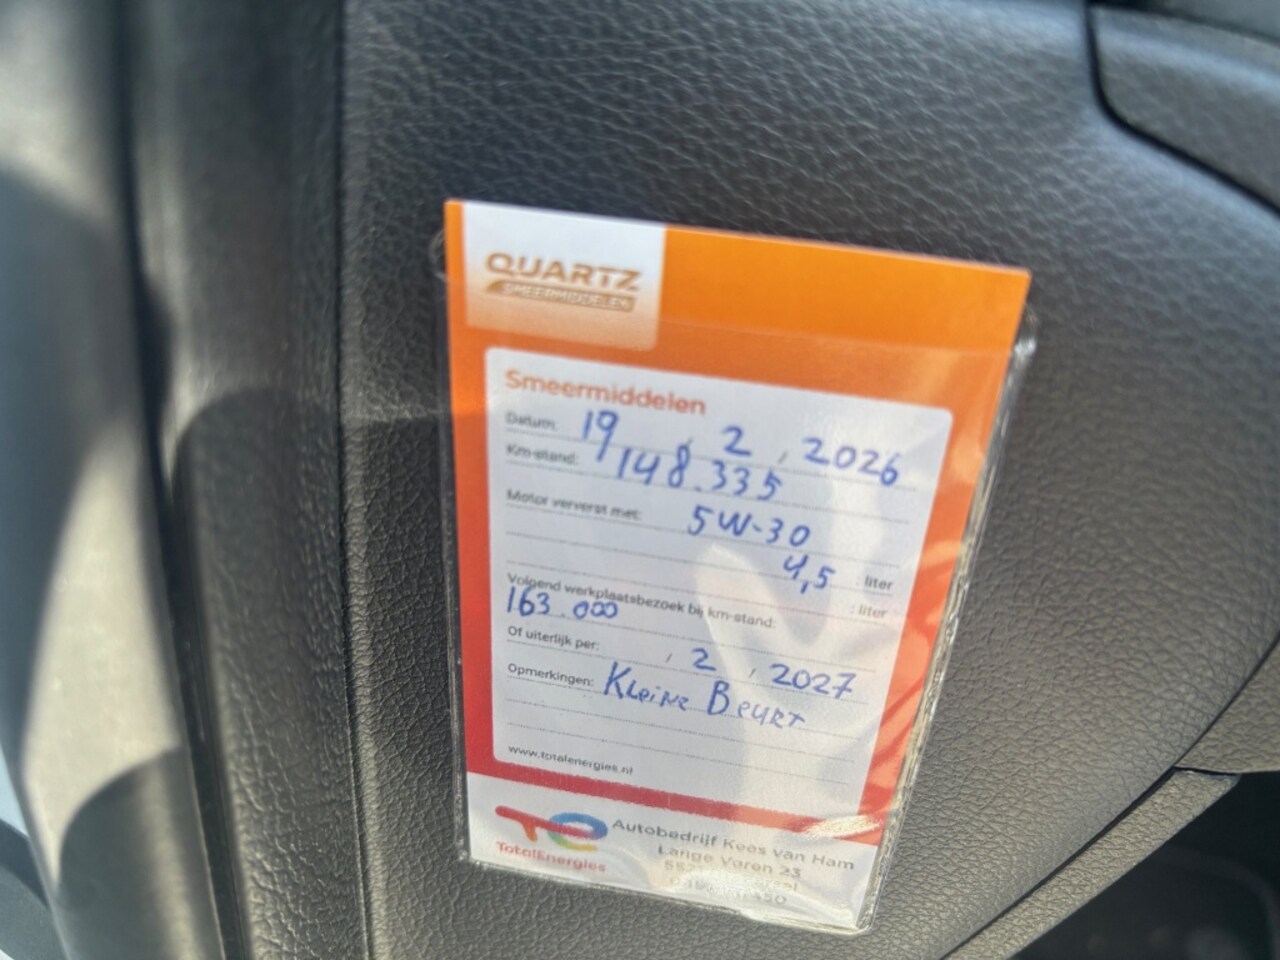 QUARTZ
SMEERMIDDELEN
Smeermiddelen
Datum: 19 , 2 , 2026
Km-stand: 148.335
Motor ververst met: 5W-30
4,5 : liter
: liter
Volgend werkplaatsbezoek bij km-stand:
163.000
Of uiterlijk per: , 2 , 2027
Opmerkingen: Kleine Beurt
www.totalenergies.nl
TotalEnergies
Autobedrijf Kees van Ham
Lange Voren 23